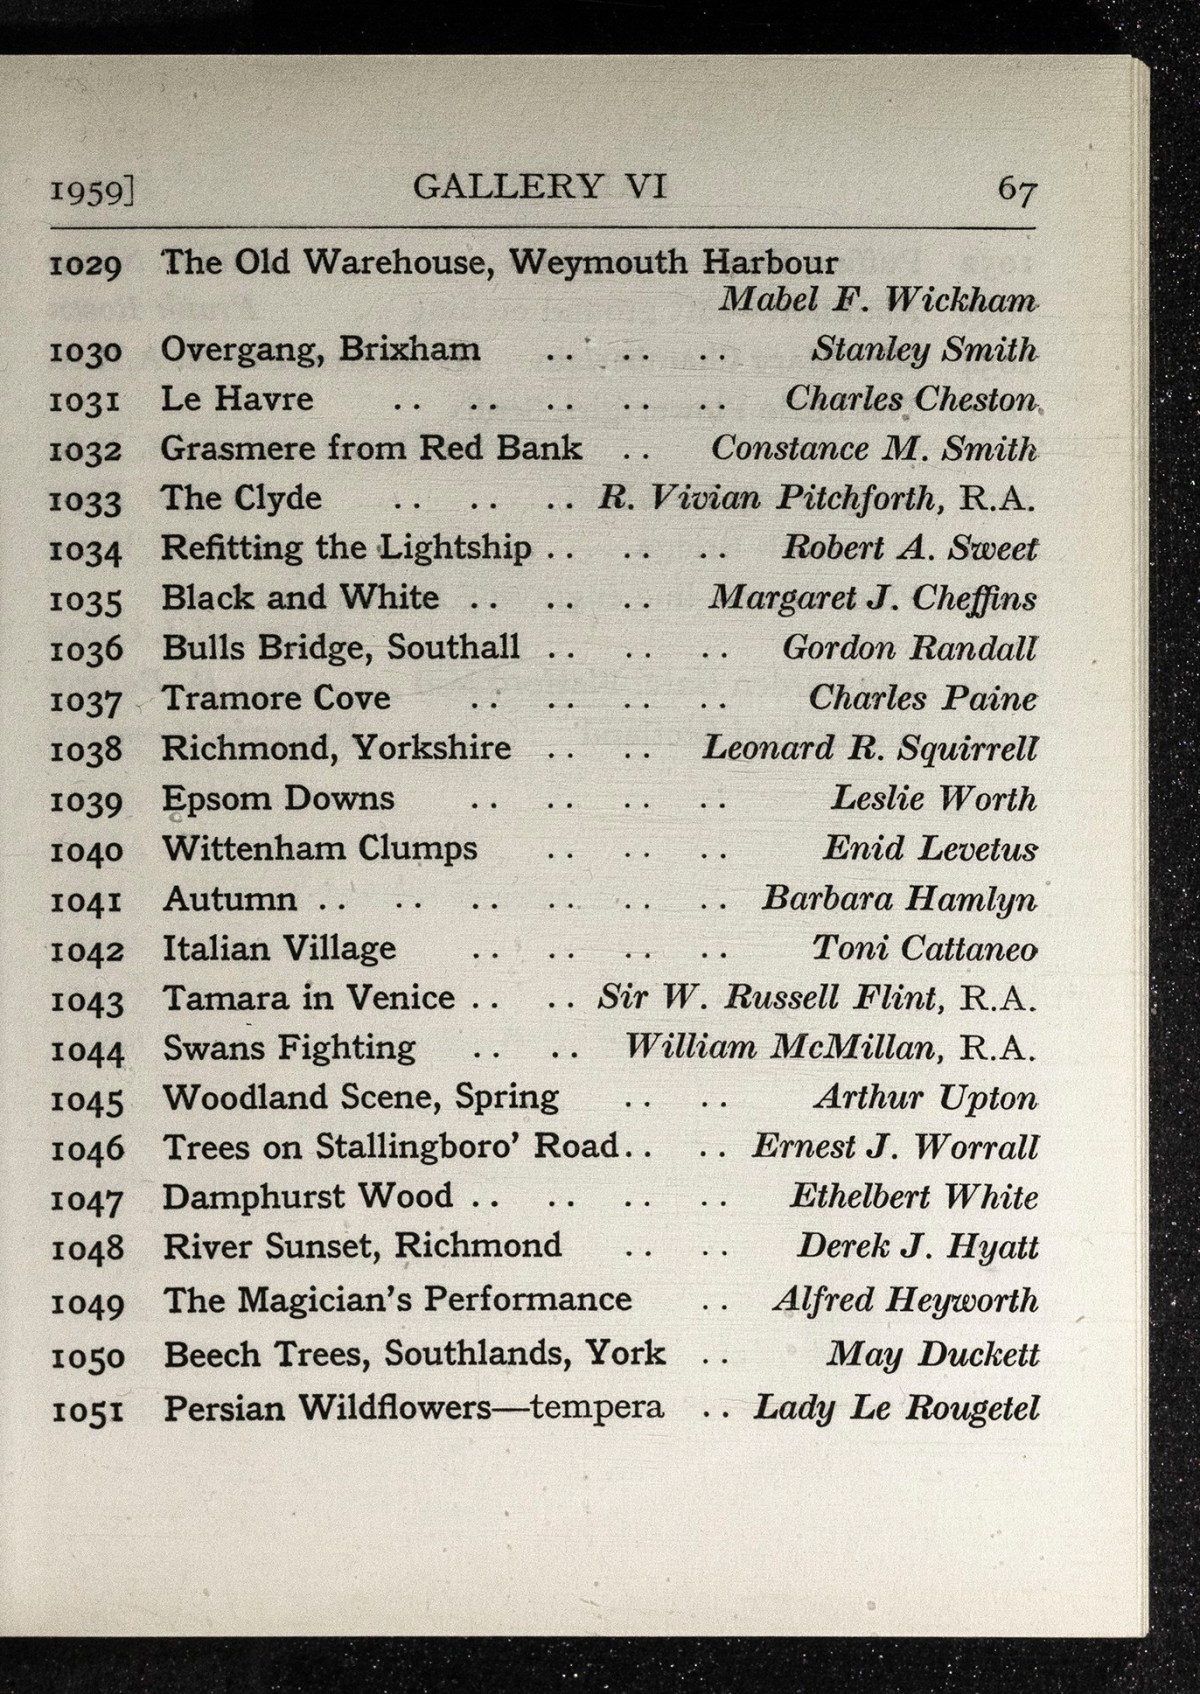 1959] GALLERY VI 67
1029 The Old Warehouse, Weymouth Harbour
Mabel F. Wickham
1030 Overgang, Brixham .. .. .. Stanley Smith
1031 Le Havre .. .. .. .. .. Charles Cheston
1032 Grasmere from Red Bank .. Constance M. Smith
1033 The Clyde .. .. .. R. Vivian Pitchforth, R.A.
1034 Refitting the Lightship .. .. .. Robert A. Sweet
1035 Black and White .. .. .. Margaret J. Cheffins
1036 Bulls Bridge, Southall .. .. .. Gordon Randall
1037 Tramore Cove .. .. .. .. Charles Paine
1038 Richmond, Yorkshire .. .. Leonard R. Squirrell
1039 Epsom Downs .. .. .. .. Leslie Worth
1040 Wittenham Clumps .. .. .. Enid Levetus
1041 Autumn .. .. .. .. .. .. Barbara Hamlyn
1042 Italian Village .. .. .. .. Toni Cattaneo
1043 Tamara in Venice .. .. Sir W. Russell Flint, R.A.
1044 Swans Fighting .. .. William McMillan, R.A.
1045 Woodland Scene, Spring .. .. Arthur Upton
1046 Trees on Stallingboro' Road .. .. Ernest J. Worrall
1047 Damphurst Wood .. .. .. .. Ethelbert White
1048 River Sunset, Richmond .. .. Derek J. Hyatt
1049 The Magician's Performance .. Alfred Heyworth
1050 Beech Trees, Southlands, York .. May Duckett
1051 Persian Wildflowers—tempera .. Lady Le Rougetel